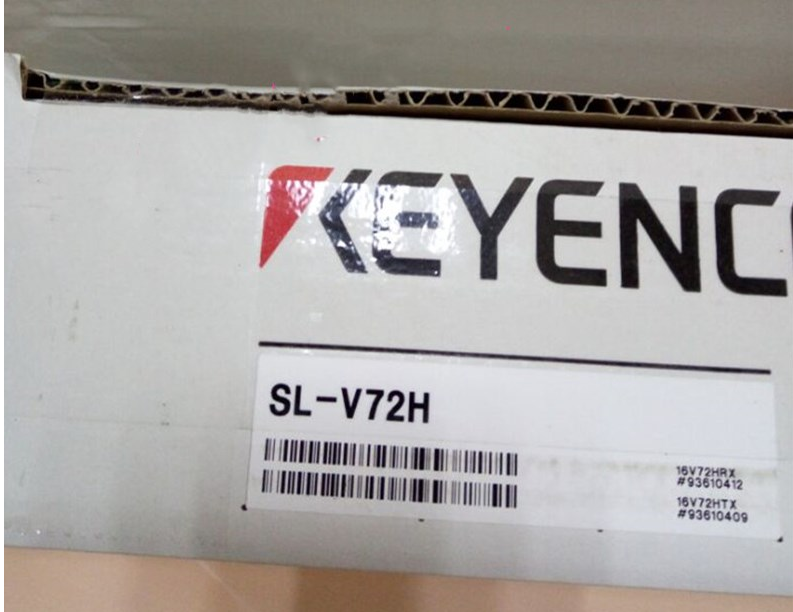 KEYENC
SL-V72H
16V72HRX
#93610412
16V72HTX
#93610409